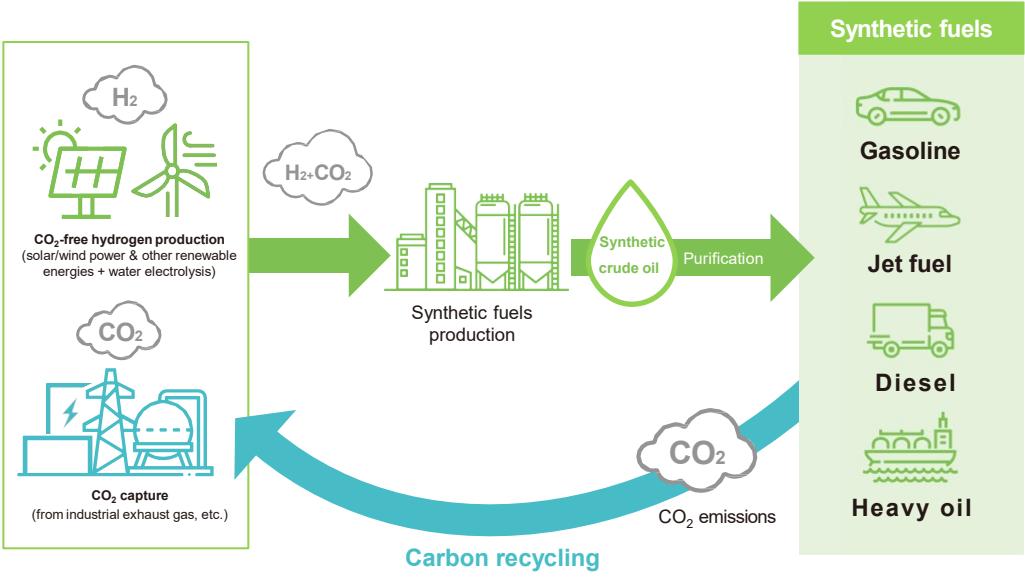 H₂
CO₂-free hydrogen production
(solar/wind power & other renewable
energies + water electrolysis)
CO₂
CO₂ capture
(from industrial exhaust gas, etc.)
H₂+CO₂
Synthetic fuels
production
Synthetic
crude oil
Purification
Synthetic fuels
Gasoline
Jet fuel
Diesel
Heavy oil
CO₂
CO₂ emissions
Carbon recycling